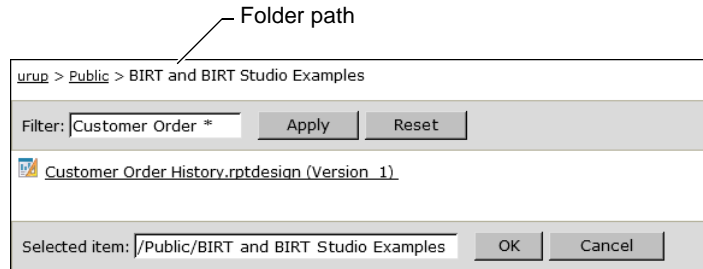 Folder path
urup > Public > BIRT and BIRT Studio Examples
Filter: Customer Order * Apply Reset
Customer Order History.rptdesign (Version 1)
Selected item: /Public/BIRT and BIRT Studio Examples OK Cancel